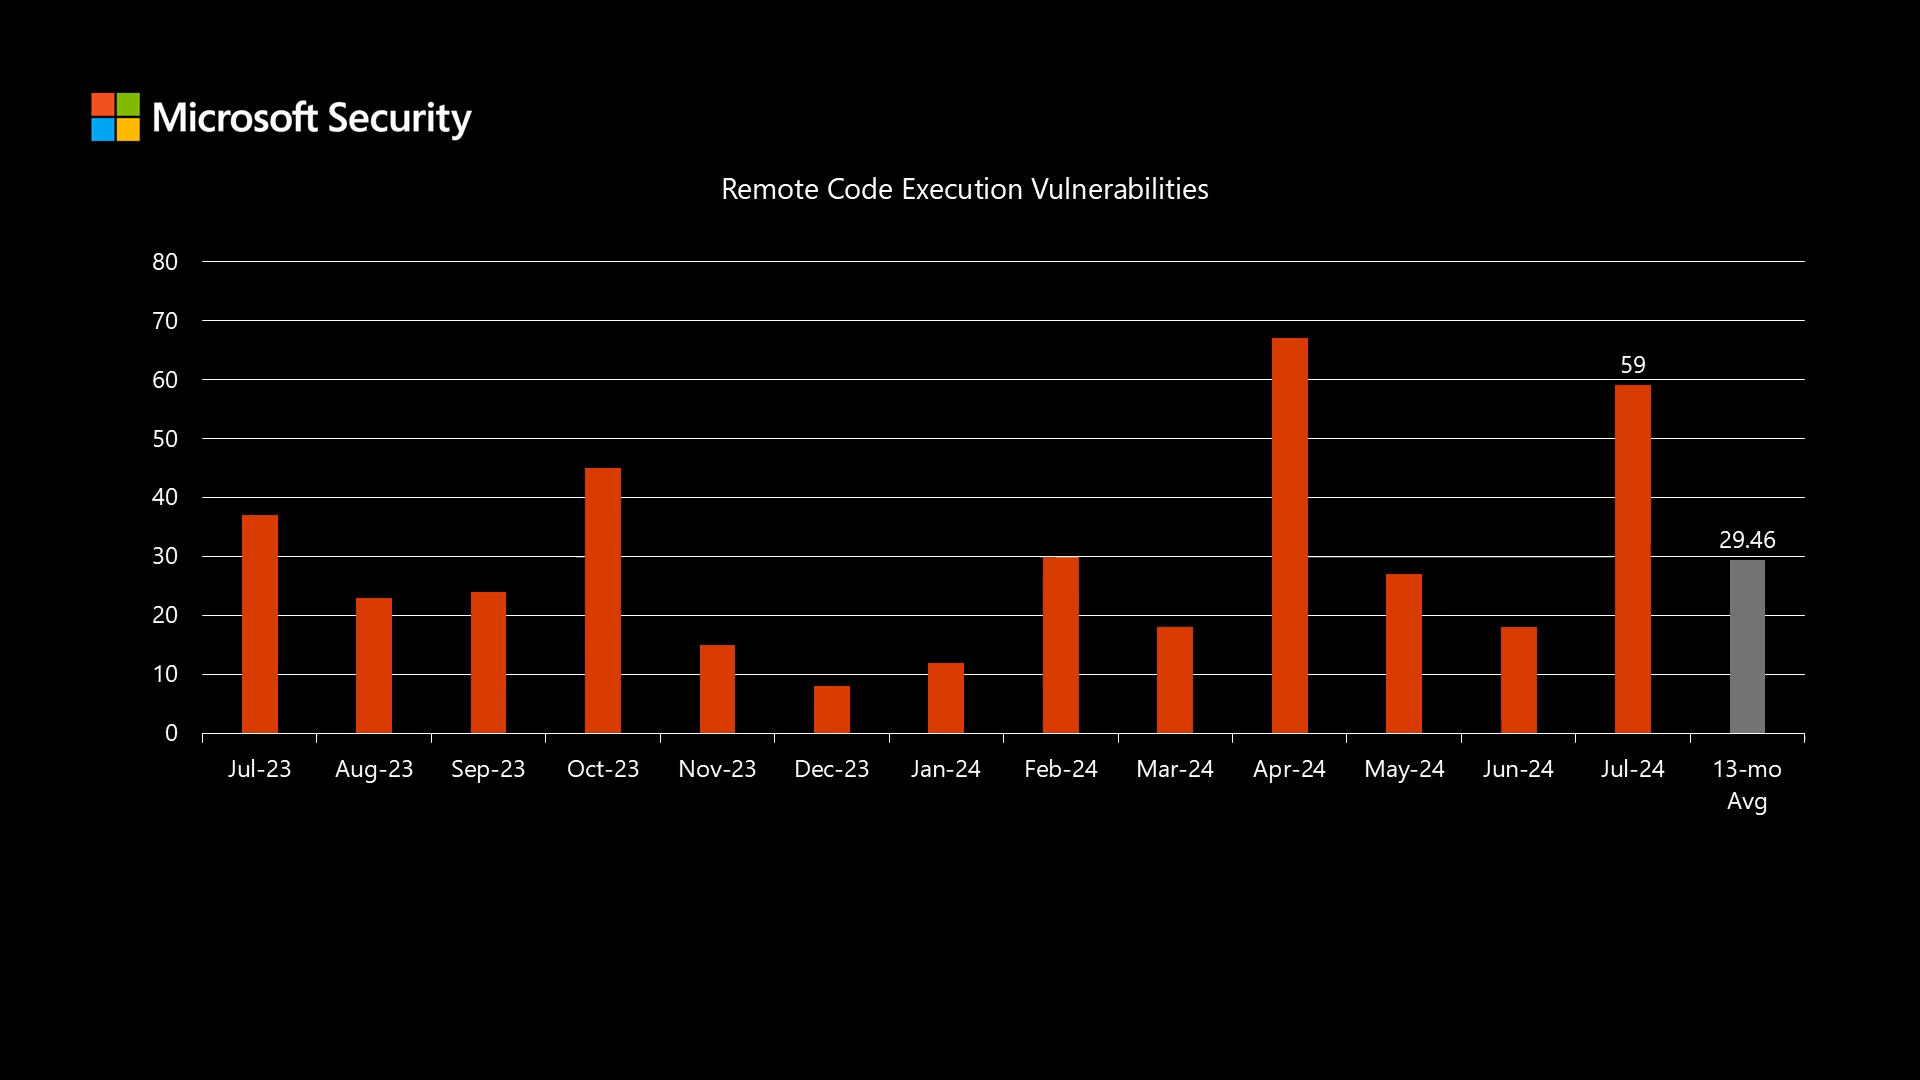 Microsoft Security
Remote Code Execution Vulnerabilities
80
70
60
50
40
30
20
10
0
59
29.46
Jul-23 Aug-23 Sep-23 Oct-23 Nov-23 Dec-23 Jan-24 Feb-24 Mar-24 Apr-24 May-24 Jun-24 Jul-24 13-mo
Avg